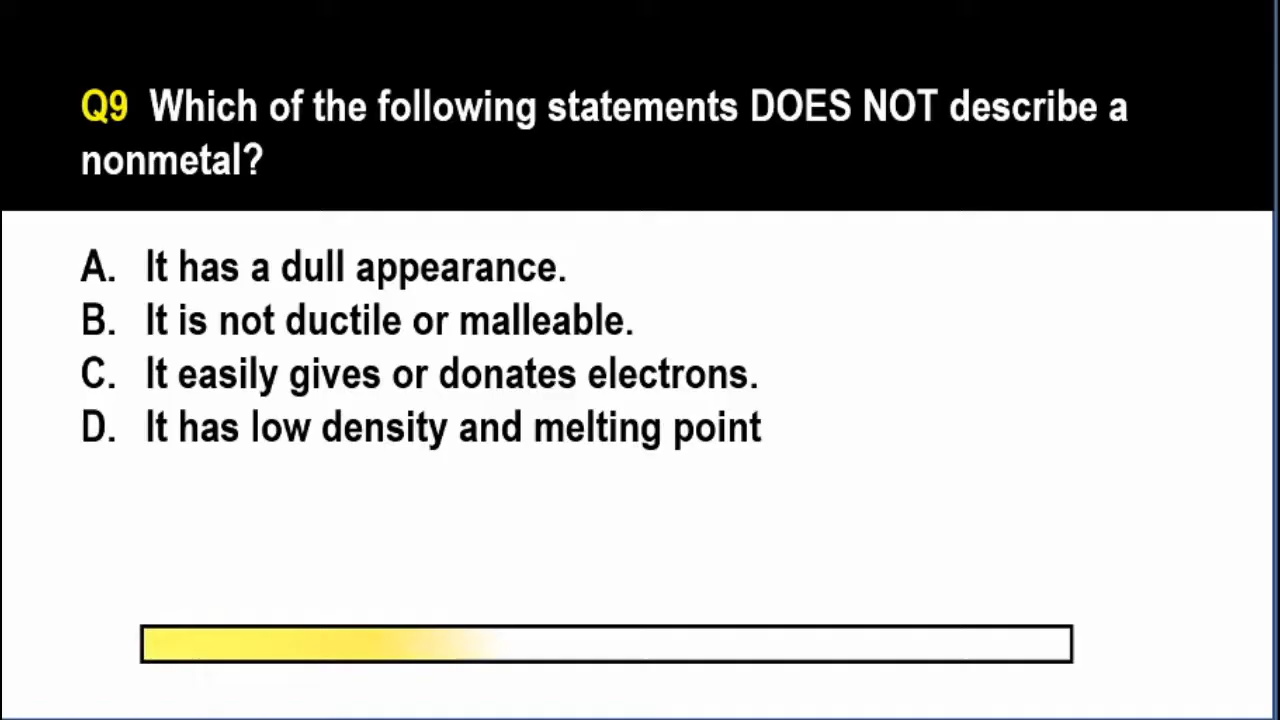 Q9 Which of the following statements DOES NOT describe a
nonmetal?
A. It has a dull appearance.
B. It is not ductile or malleable.
C. It easily gives or donates electrons.
D. It has low density and melting point